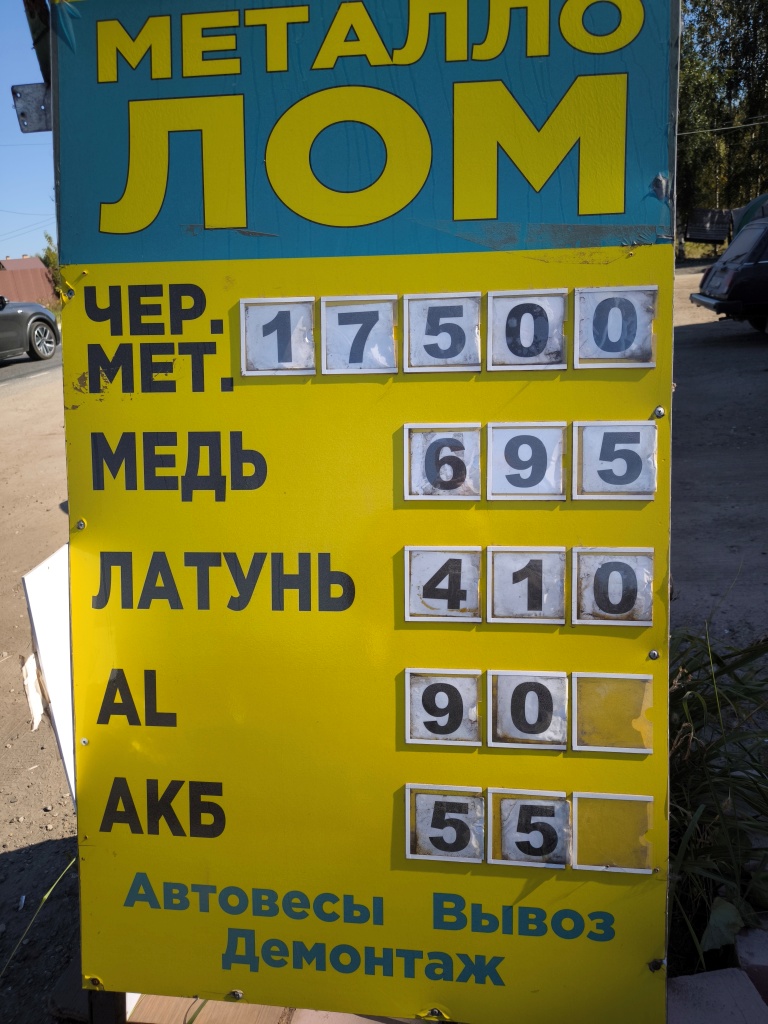 МЕТАЛЛО
ЛОМ
ЧЕР. МЕТ. 17500
МЕДЬ 695
ЛАТУНЬ 410
AL 90
АКБ 55
Автовесы Вывоз
Демонтаж